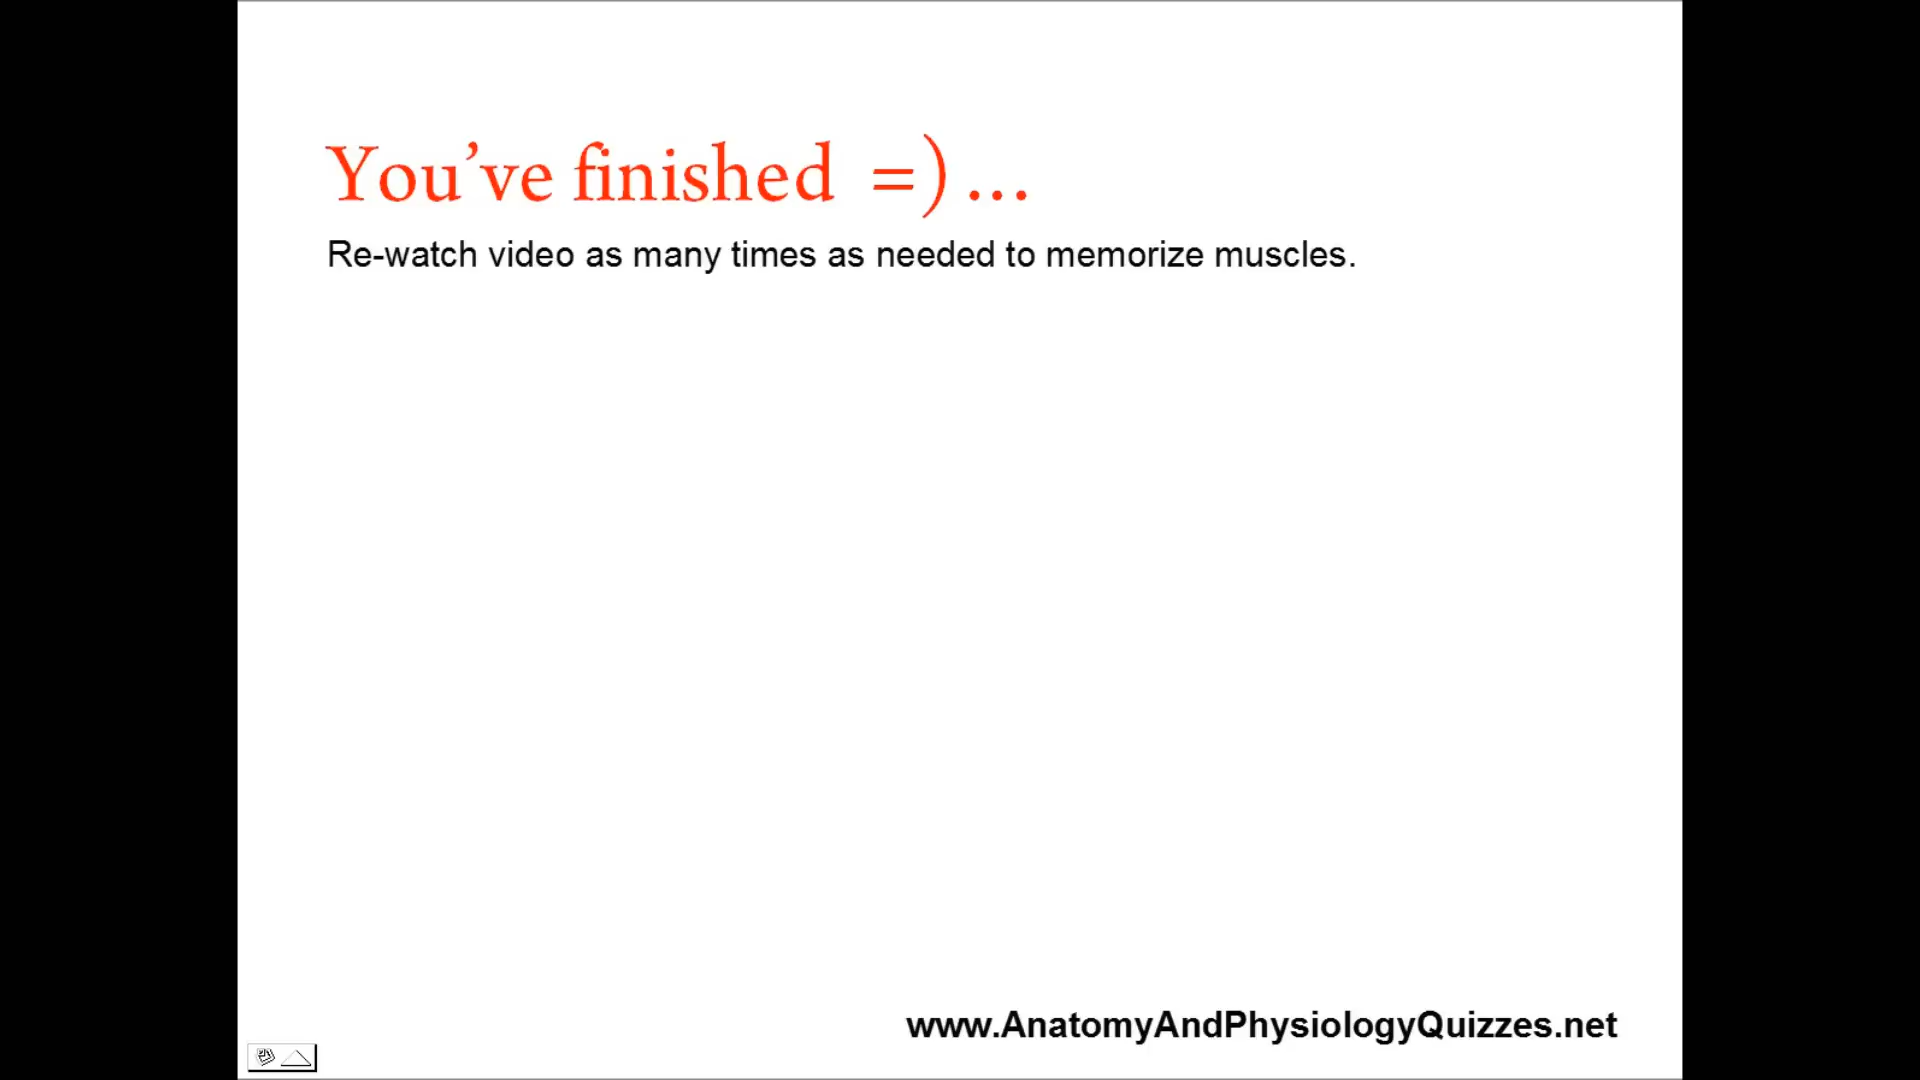 You’ve finished =) ...
Re-watch video as many times as needed to memorize muscles.
www.AnatomyAndPhysiologyQuizzes.net